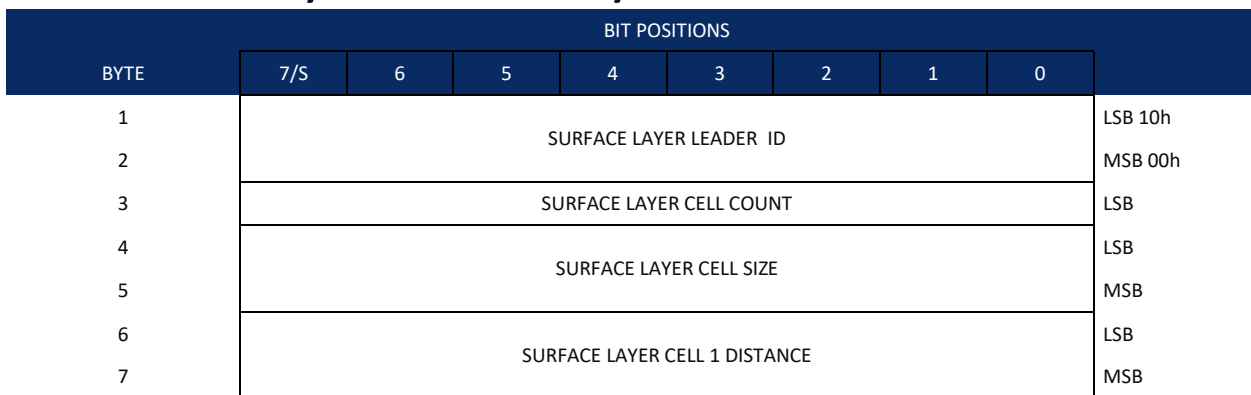 BIT POSITIONS
BYTE 7/S 6 5 4 3 2 1 0
1 LSB 10h
SURFACE LAYER LEADER ID
2 MSB 00h
3 SURFACE LAYER CELL COUNT LSB
4 LSB
SURFACE LAYER CELL SIZE
5 MSB
6 LSB
SURFACE LAYER CELL 1 DISTANCE
7 MSB